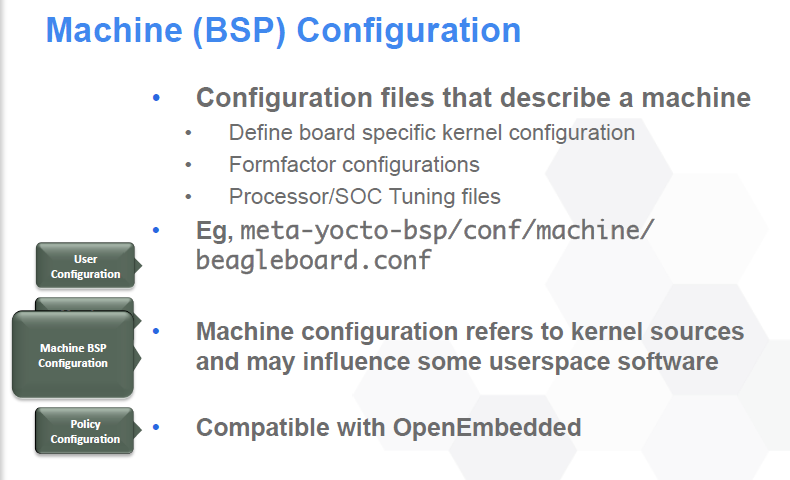 Machine (BSP) Configuration
• Configuration files that describe a machine
• Define board specific kernel configuration
• Formfactor configurations
• Processor/SOC Tuning files
• Eg, meta-yocto-bsp/conf/machine/
beagleboard.conf
User
Configuration
Machine BSP
Configuration
• Machine configuration refers to kernel sources
and may influence some userspace software
Policy
Configuration
• Compatible with OpenEmbedded